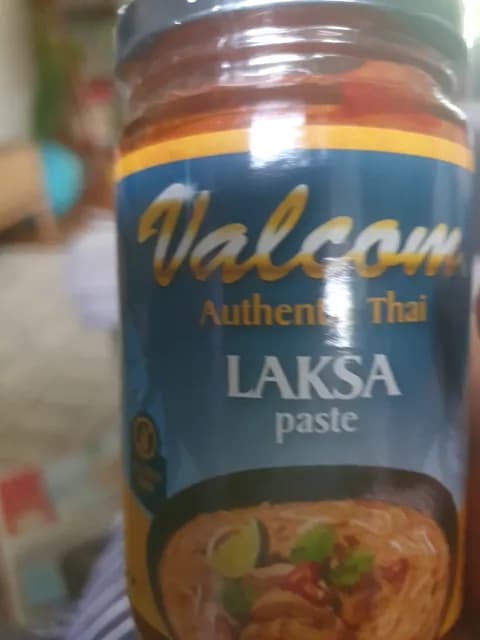 Valcom
Authentic Thai
LAKSA
paste